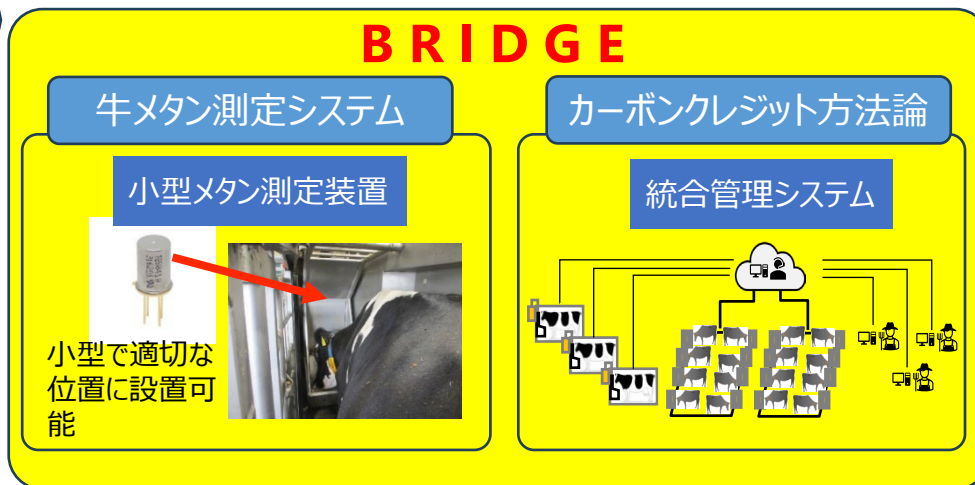 BRIDGE
牛メタン測定システム
小型メタン測定装置
小型で適切な
位置に設置可
能
カーボンクレジット方法論
統合管理システム